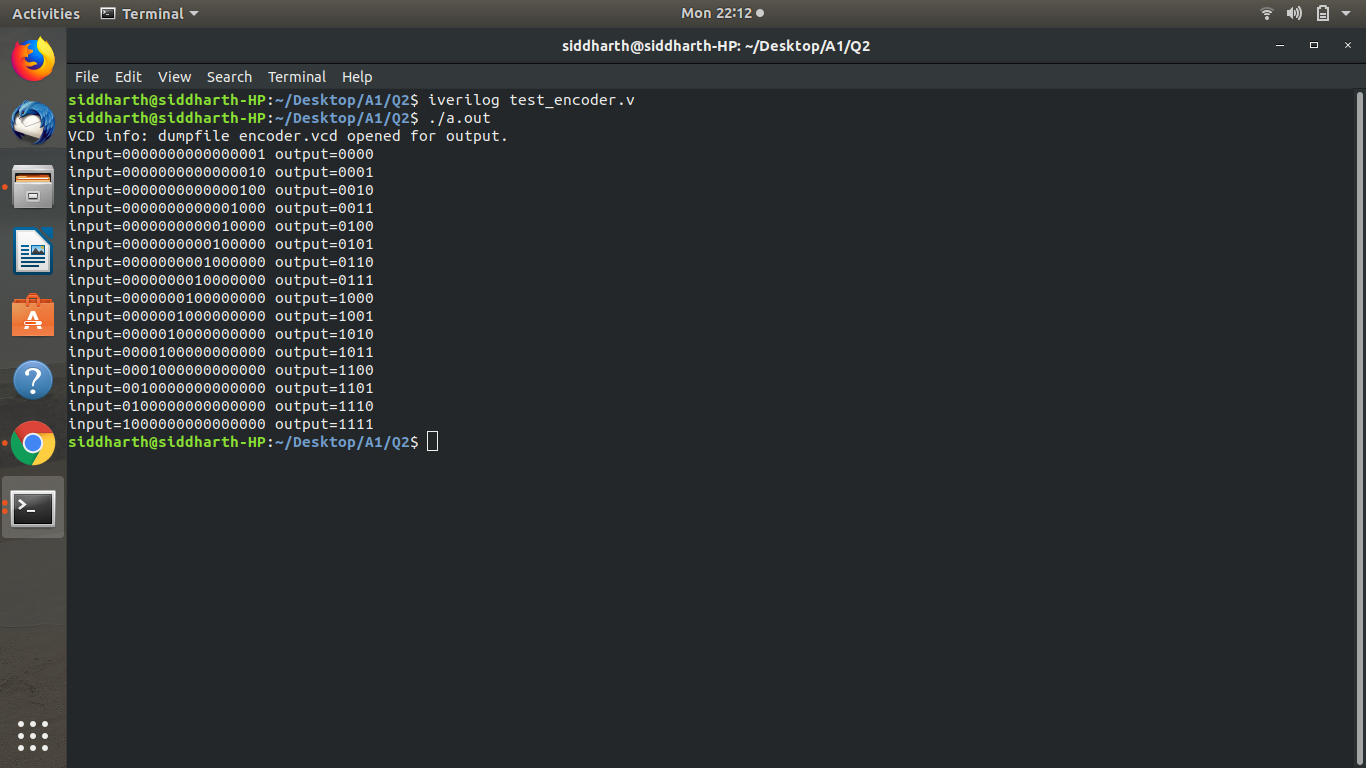 Activities Terminal Mon 22:12
siddharth@siddharth-HP: ~/Desktop/A1/Q2
File Edit View Search Terminal Help
siddharth@siddharth-HP:~/Desktop/A1/Q2$ iverilog test_encoder.v
siddharth@siddharth-HP:~/Desktop/A1/Q2$ ./a.out
VCD info: dumpfile encoder.vcd opened for output.
input=0000000000000001 output=0000
input=0000000000000010 output=0001
input=0000000000000100 output=0010
input=0000000000001000 output=0011
input=0000000000010000 output=0100
input=0000000000100000 output=0101
input=0000000001000000 output=0110
input=0000000010000000 output=0111
input=0000000100000000 output=1000
input=0000001000000000 output=1001
input=0000010000000000 output=1010
input=0000100000000000 output=1011
input=0001000000000000 output=1100
input=0010000000000000 output=1101
input=0100000000000000 output=1110
input=1000000000000000 output=1111
siddharth@siddharth-HP:~/Desktop/A1/Q2$